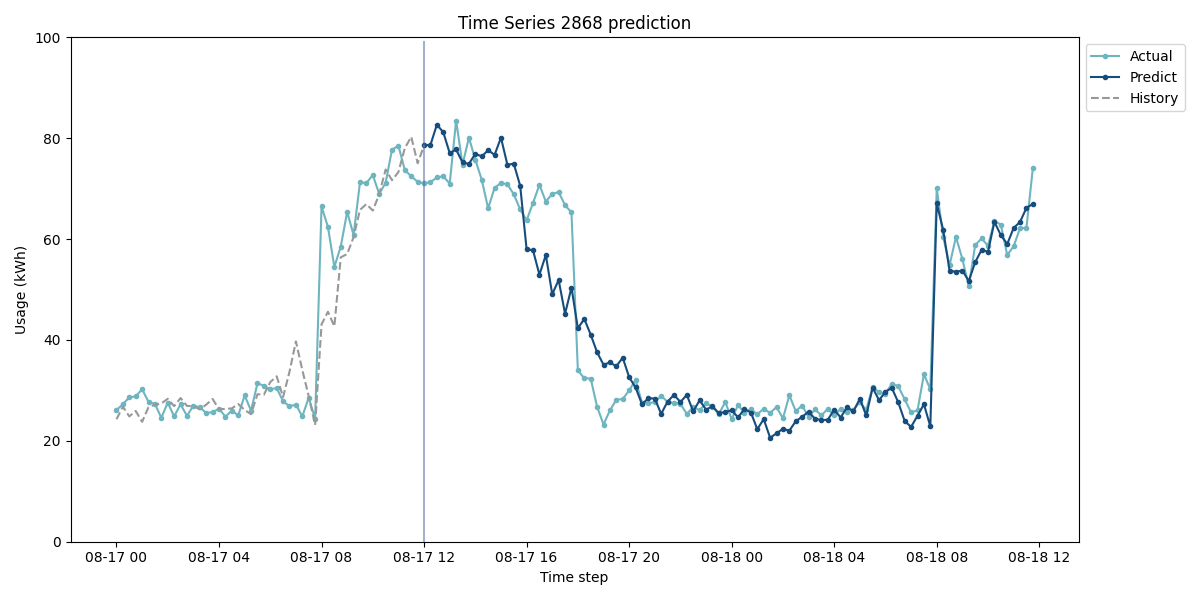 Time Series 2868 prediction
Usage (kWh)
100
80
60
40
20
0
08-17 00
08-17 04
08-17 08
08-17 12
08-17 16
08-17 20
08-18 00
08-18 04
08-18 08
08-18 12
Time step
Actual
Predict
History